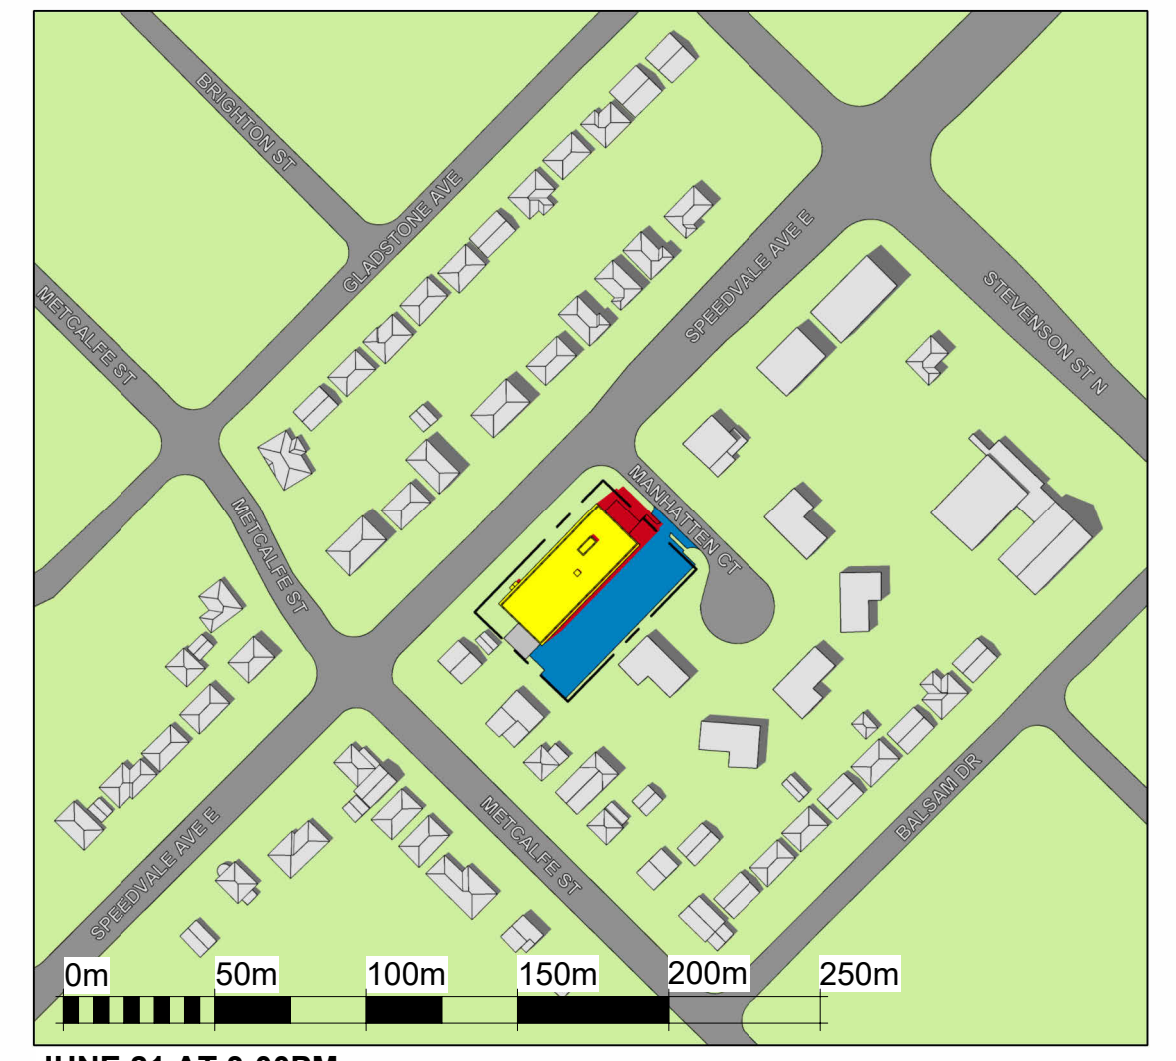 BRIGHTON ST
GLADSTONE AVE
METCALFE ST
SPEEDVALE AVE E
STEVENSON ST N
MANHATTEN CT
METCALFE ST
METCALFE ST
BALSAM DR
SPEEDVALE AVE E
0m 50m 100m 150m 200m 250m